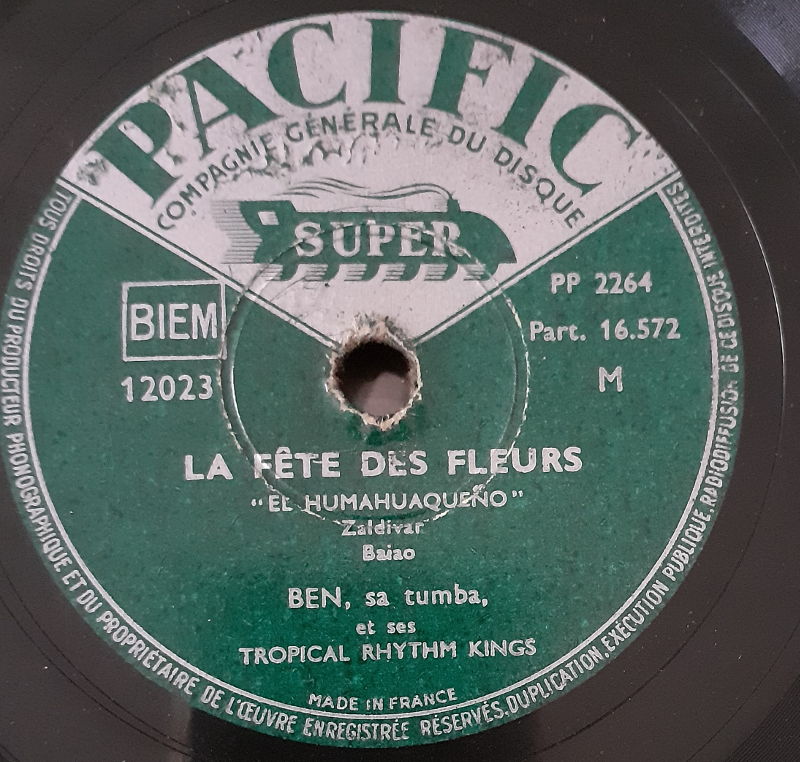 PACIFIC
COMPAGNIE GÉNÉRALE DU DISQUE
SUPER
BIEM
12023
PP 2264
Part. 16.572
M
LA FÊTE DES FLEURS
"EL HUMAHUAQUEÑO"
Zaldivar
Baiao
BEN, sa tumba,
et ses
TROPICAL RHYTHM KINGS
MADE IN FRANCE
TOUS DROITS DU PRODUCTEUR PHONOGRAPHIQUE ET DU PROPRIÉTAIRE DE L'ŒUVRE ENREGISTRÉE RÉSERVÉS. DUPLICATION, EXÉCUTION PUBLIQUE, RADIODIFFUSION DE CE DISQUE INTERDITES